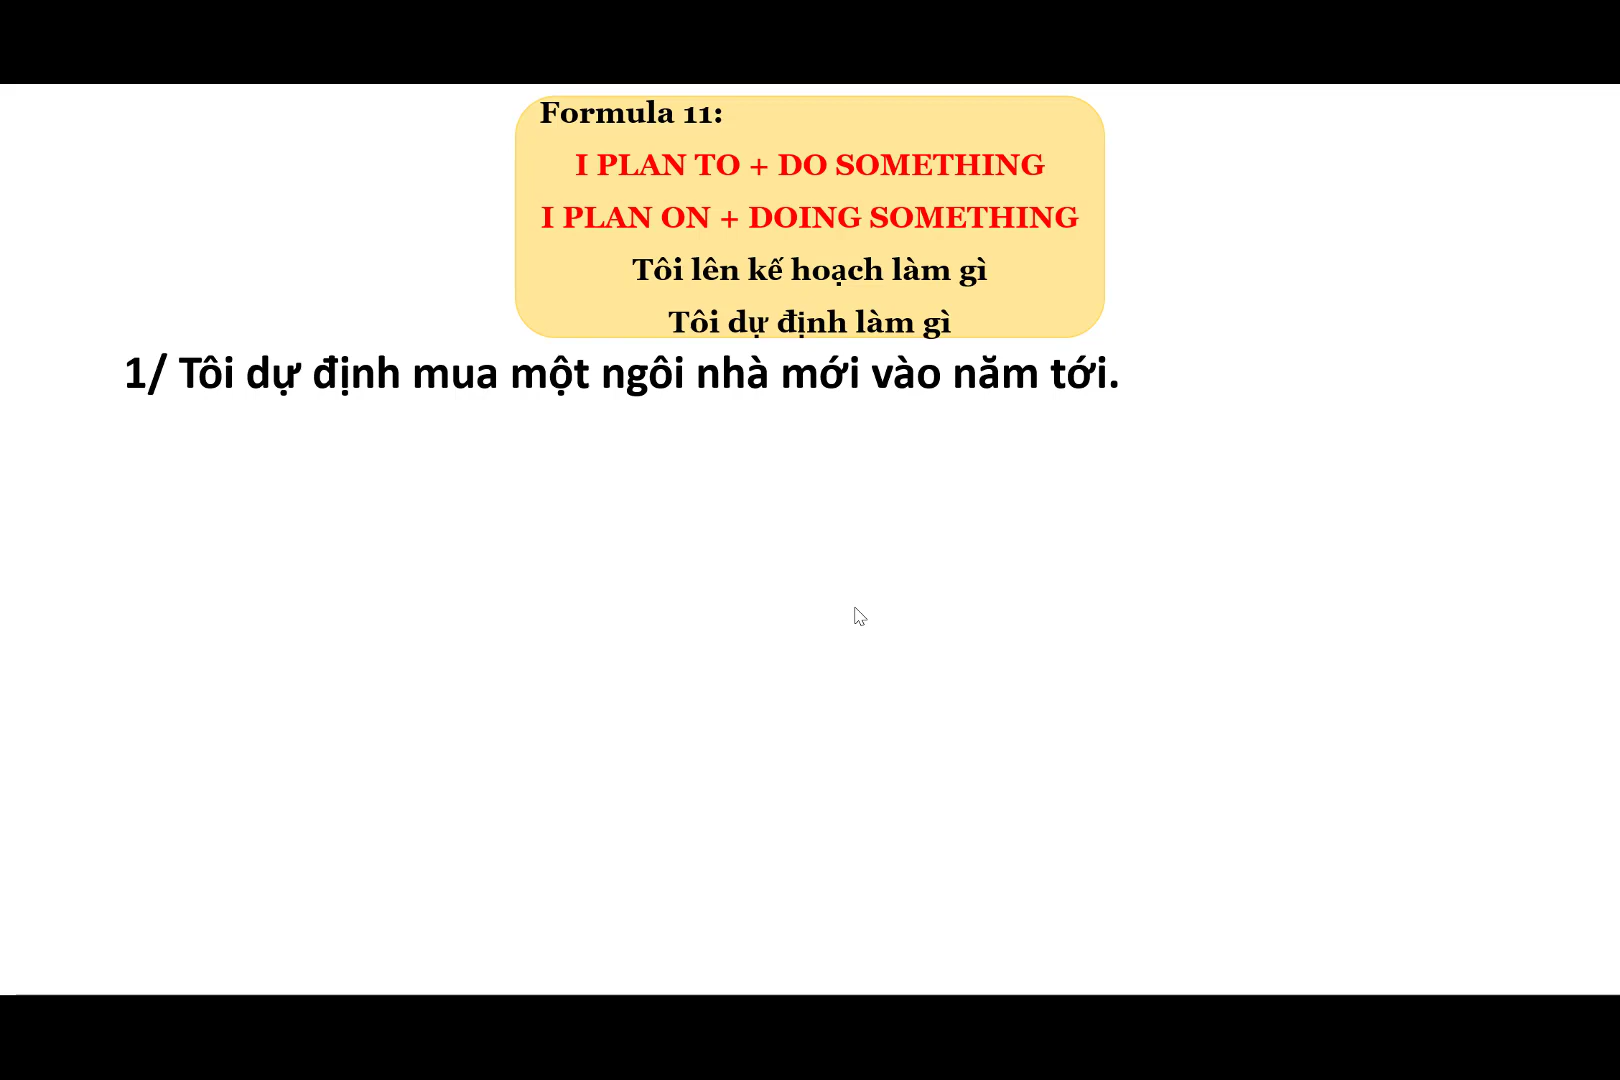 Formula 11:
I PLAN TO + DO SOMETHING
I PLAN ON + DOING SOMETHING
Tôi lên kế hoạch làm gì
Tôi dự định làm gì
1/ Tôi dự định mua một ngôi nhà mới vào năm tới.